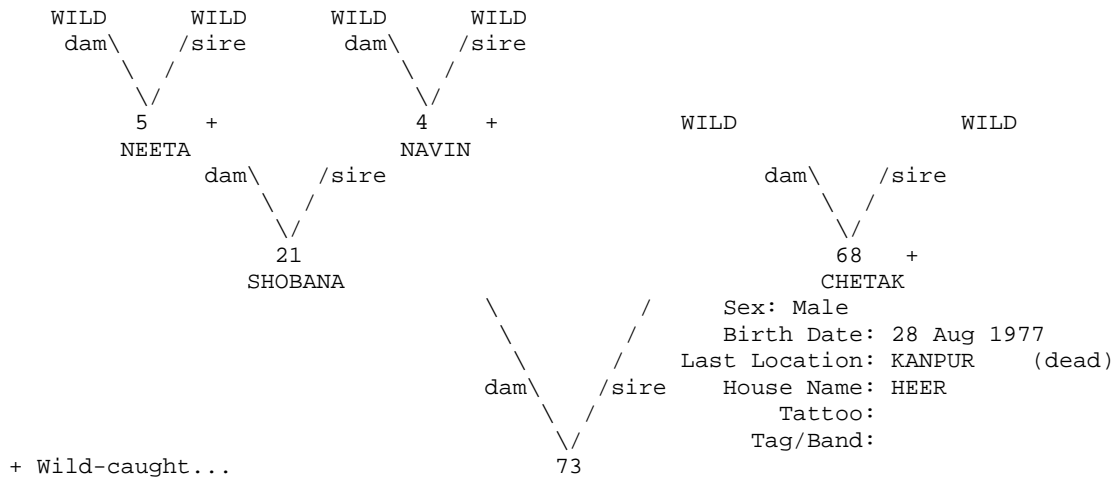 WILD WILD WILD WILD
dam\ /sire dam\ /sire
\ / \ /
\/ \/
5 + 4 + WILD WILD
NEETA NAVIN
dam\ /sire dam\ /sire
\ / \ /
\/ \/
21 68 +
SHOBANA CHETAK
\ / Sex: Male
\ / Birth Date: 28 Aug 1977
\ / Last Location: KANPUR (dead)
dam\ /sire House Name: HEER
\ / Tattoo:
\/ Tag/Band:
+ Wild-caught... 73